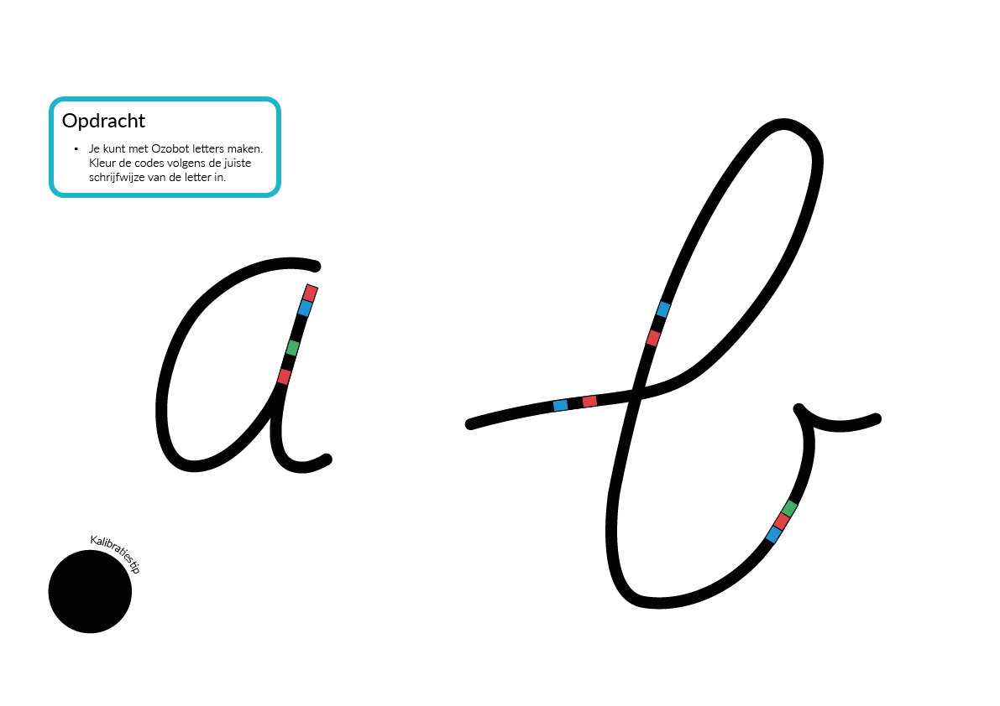 Opdracht
▪ Je kunt met Ozobot letters maken.
Kleur de codes volgens de juiste
schrijfwijze van de letter in.
a
b
Kalibratiestip